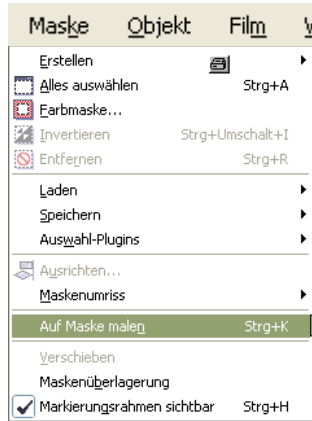 Maske Objekt Film
Erstellen
Alles auswählen Strg+A
Farbmaske...
Invertieren Strg+Umschalt+I
Entfernen Strg+R
Laden
Speichern
Auswahl-Plugins
Ausrichten...
Maskenumriss
Auf Maske malen Strg+K
Verschieben
Maskenüberlagerung
Markierungsrahmen sichtbar Strg+H